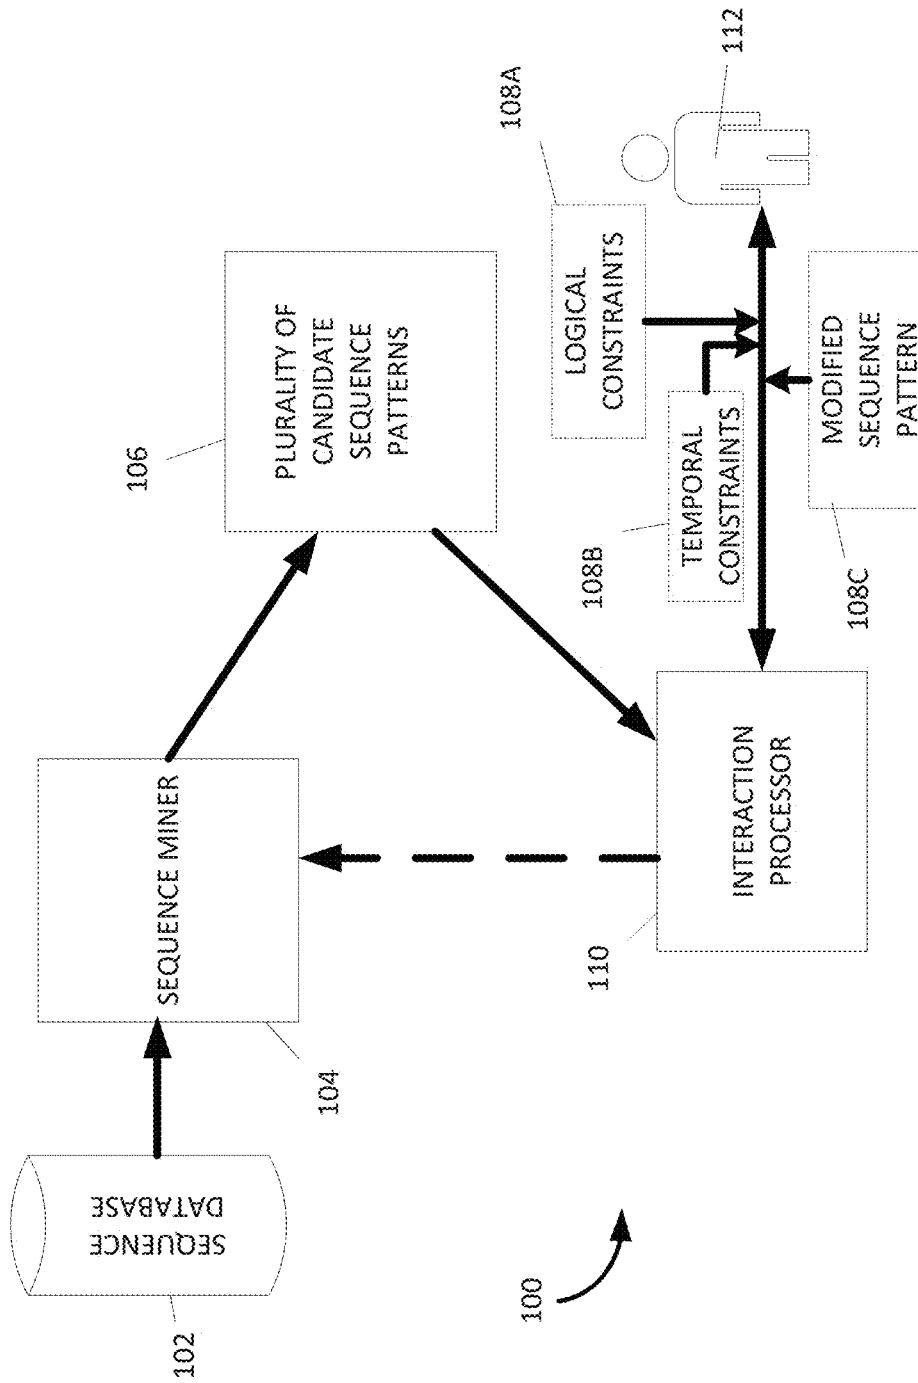 102
SEQUENCE
DATABASE
104
SEQUENCE MINER
106
PLURALITY OF
CANDIDATE
SEQUENCE
PATTERNS
108A
LOGICAL
CONSTRAINTS
108B
TEMPORAL
CONSTRAINTS
112
110
INTERACTION
PROCESSOR
108C
MODIFIED
SEQUENCE
PATTERN
100